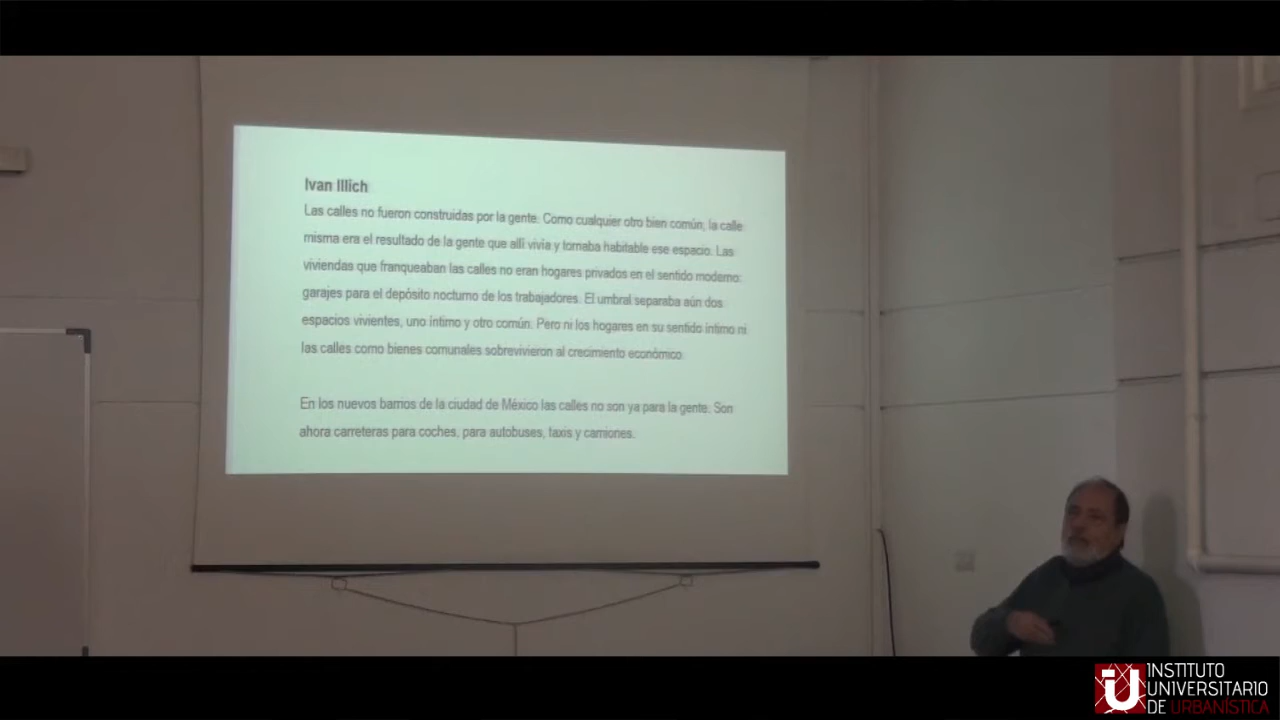 Ivan Illich
Las calles no fueron construidas por la gente. Como cualquier otro bien común, la calle
misma era el resultado de la gente que allí vivía y tornaba habitable ese espacio. Las
viviendas que franqueaban las calles no eran hogares privados en el sentido moderno:
garajes para el depósito nocturno de los trabajadores. El umbral separaba aún dos
espacios vivientes, uno íntimo y otro común. Pero ni los hogares en su sentido íntimo ni
las calles como bienes comunales sobrevivieron al crecimiento económico.
En los nuevos barrios de la ciudad de México las calles no son ya para la gente. Son
ahora carreteras para coches, para autobuses, taxis y camiones.
INSTITUTO
UNIVERSITARIO
DE URBANÍSTICA